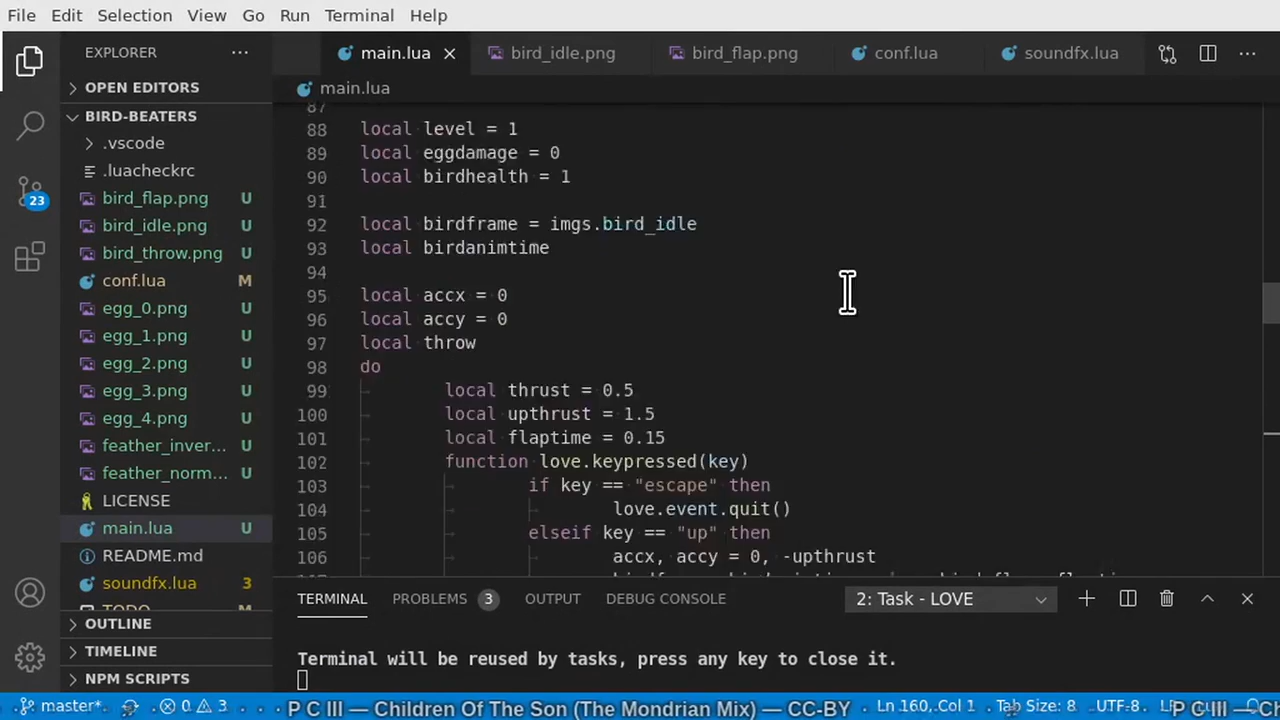 File Edit Selection View Go Run Terminal Help
EXPLORER
main.lua bird_idle.png bird_flap.png conf.lua soundfx.lua
OPEN EDITORS
main.lua
BIRD-BEATERS
.vscode
.luacheckrc
bird_flap.png U
bird_idle.png U
bird_throw.png U
conf.lua M
egg_0.png U
egg_1.png U
egg_2.png U
egg_3.png U
egg_4.png U
feather_inver... U
feather_norm... U
LICENSE
main.lua U
README.md
soundfx.lua 3
TODO M
OUTLINE
TIMELINE
NPM SCRIPTS
23
87
88 local level = 1
89 local eggdamage = 0
90 local birdhealth = 1
91
92 local birdframe = imgs.bird_idle
93 local birdanimtime
94
95 local accx = 0
96 local accy = 0
97 local throw
98 do
99 local thrust = 0.5
100 local upthrust = 1.5
101 local flaptime = 0.15
102 function love.keypressed(key)
103 if key == "escape" then
104 love.event.quit()
105 elseif key == "up" then
106 accx, accy = 0, -upthrust
TERMINAL PROBLEMS 3 OUTPUT DEBUG CONSOLE 2: Task - LOVE
Terminal will be reused by tasks, press any key to close it.
master* 0 3 Ln 160, Col 1 Tab Size: 8 UTF-8
P C III — Children Of The Son (The Mondrian Mix) — CC-BY P C III — Ch